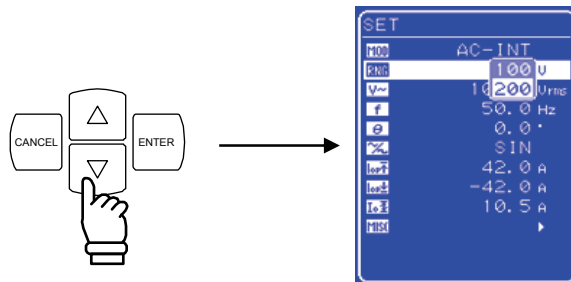 SET
MOD AC-INT
RNG 100 V
V~ 200 Vrms
f 50.0 Hz
θ 0.0 °
SIN
42.0 A
-42.0 A
10.5 A
MISC ▶
CANCEL △ ENTER
▽